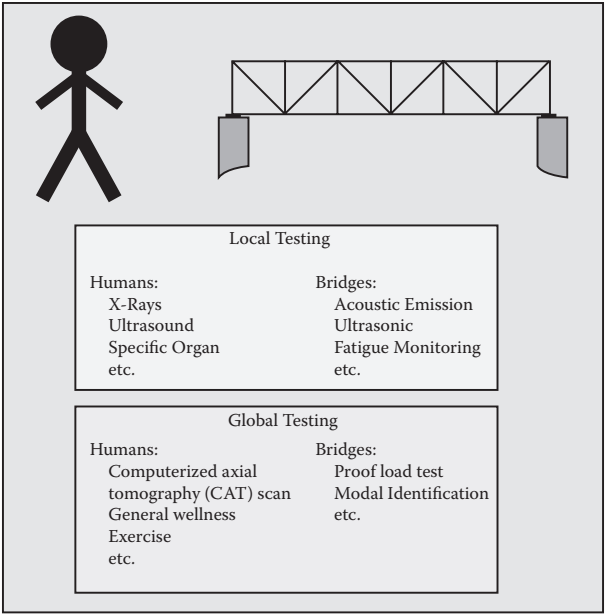 Local Testing
Humans:
X-Rays
Ultrasound
Specific Organ
etc.
Bridges:
Acoustic Emission
Ultrasonic
Fatigue Monitoring
etc.
Global Testing
Humans:
Computerized axial
tomography (CAT) scan
General wellness
Exercise
etc.
Bridges:
Proof load test
Modal Identification
etc.